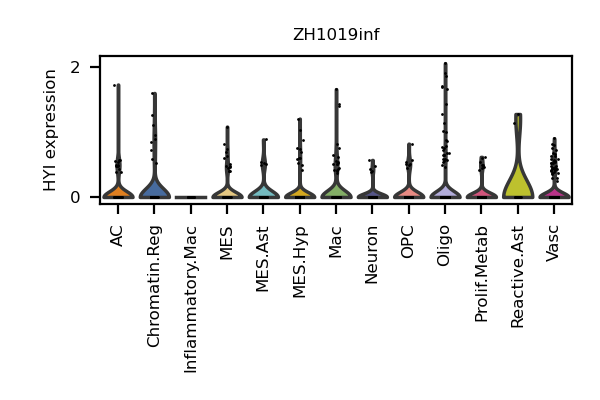 ZH1019inf
HYI expression
2
0
AC
Chromatin.Reg
Inflammatory.Mac
MES
MES.Ast
MES.Hyp
Mac
Neuron
OPC
Oligo
Prolif.Metab
Reactive.Ast
Vasc